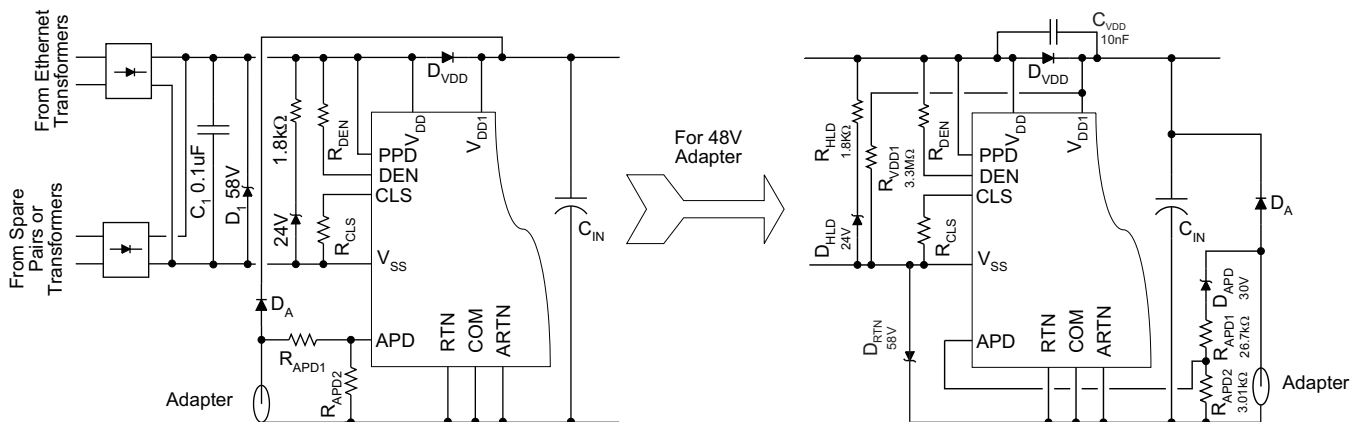 From Ethernet
Transformers
From Spare
Pairs or
Transformers
C1 0.1uF
D1 58V
1.8kΩ
24V
RDEN
RCLS
DVDD
VDD
VDD1
PPD
DEN
CLS
VSS
APD
RTN
COM
ARTN
CIN
DA
RAPD1
RAPD2
Adapter
For 48V
Adapter
CVDD
10nF
DVDD
RHLD
1.8KΩ
RVDD1
3.3MΩ
RDEN
DHLD
24V
RCLS
VDD
VDD1
PPD
DEN
CLS
VSS
APD
RTN
COM
ARTN
DRTN
58V
CIN
DA
DAPD
30V
RAPD1
26.7kΩ
RAPD2
3.01kΩ
Adapter